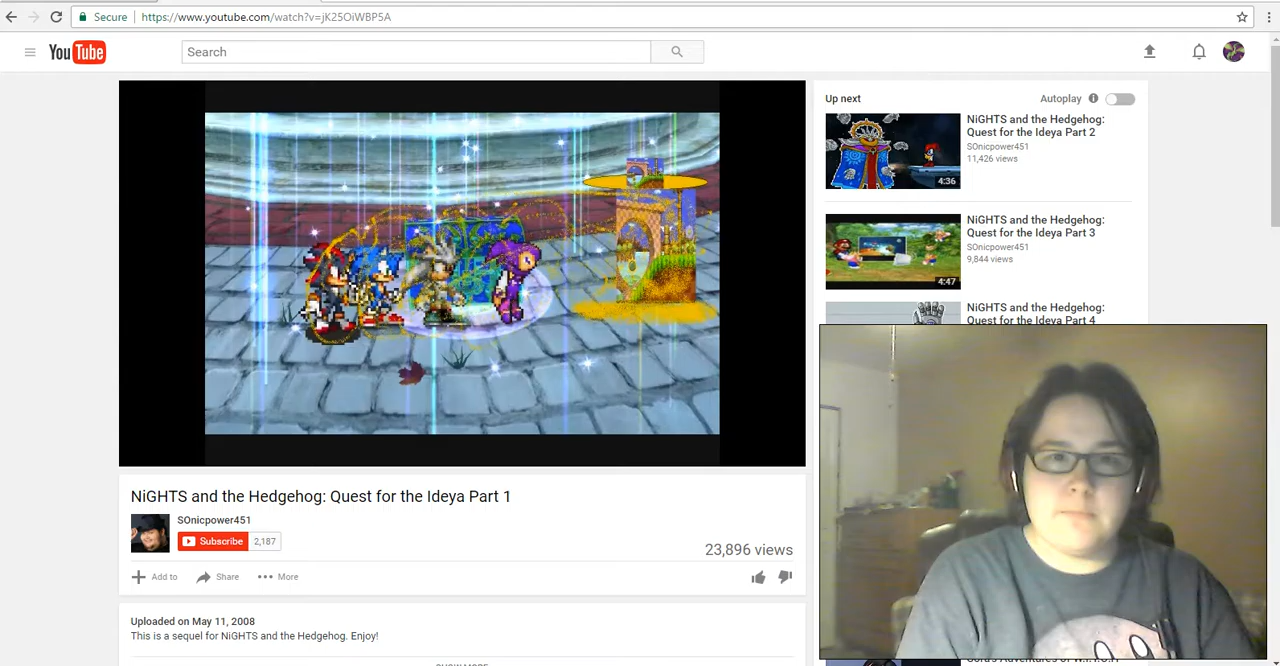 Secure https://www.youtube.com/watch?v=jK25OiWBP5A
YouTube
Search
Up next
Autoplay
NiGHTS and the Hedgehog:
Quest for the Ideya Part 2
SOnicpower451
11,426 views
4:36
NiGHTS and the Hedgehog:
Quest for the Ideya Part 3
SOnicpower451
9,844 views
4:47
NiGHTS and the Hedgehog:
Quest for the Ideya Part 4
NiGHTS and the Hedgehog: Quest for the Ideya Part 1
SOnicpower451
Subscribe 2,187
23,896 views
Add to Share More
Uploaded on May 11, 2008
This is a sequel for NiGHTS and the Hedgehog. Enjoy!
SHOW MORE